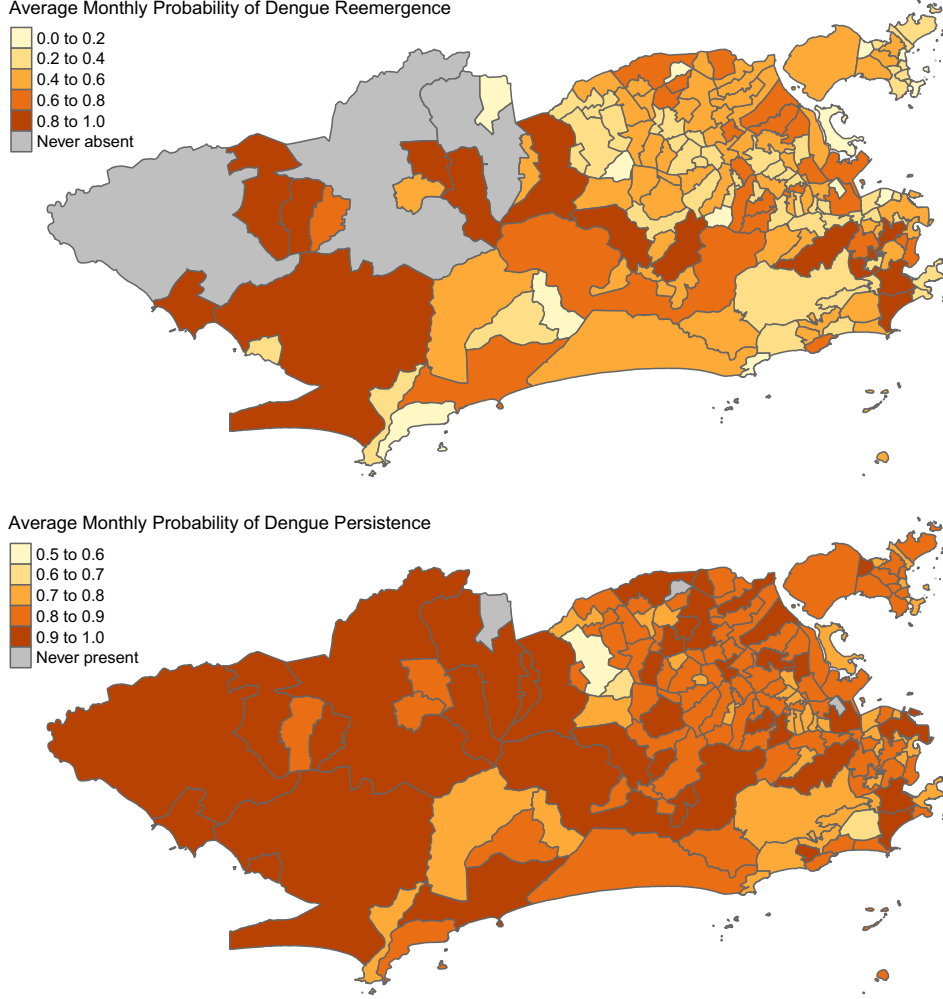 Average Monthly Probability of Dengue Reemergence
0.0 to 0.2
0.2 to 0.4
0.4 to 0.6
0.6 to 0.8
0.8 to 1.0
Never absent
Average Monthly Probability of Dengue Persistence
0.5 to 0.6
0.6 to 0.7
0.7 to 0.8
0.8 to 0.9
0.9 to 1.0
Never present